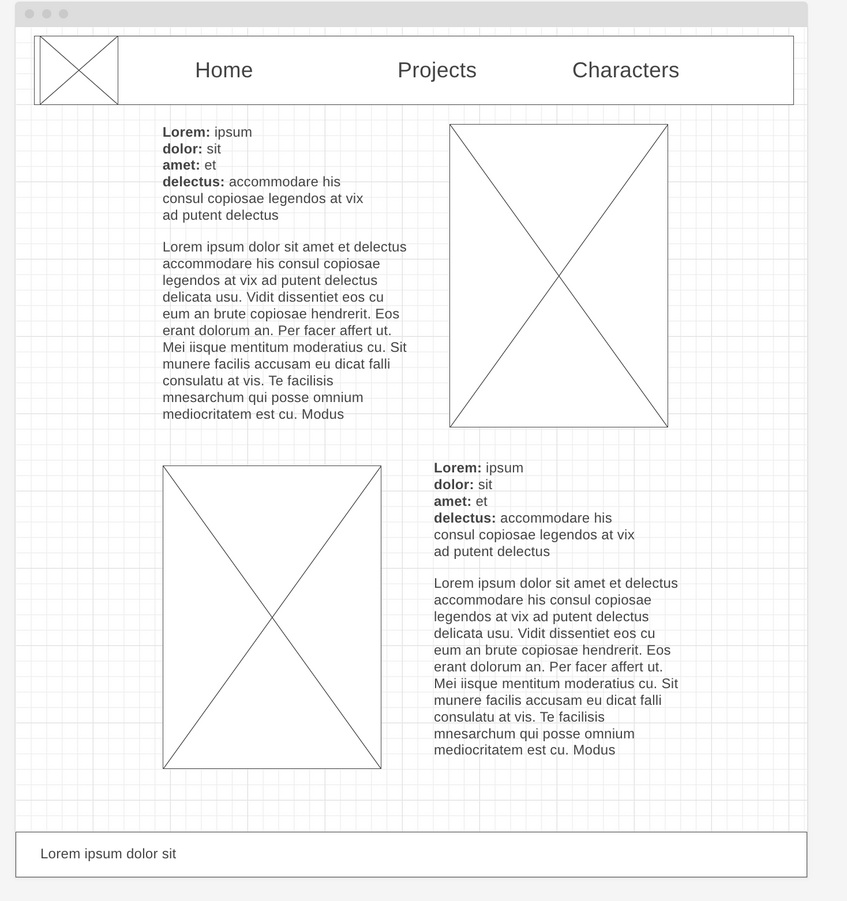 Home
Projects
Characters
Lorem: ipsum
dolor: sit
amet: et
delectus: accommodare his
consul copiosae legendos at vix
ad putent delectus
Lorem ipsum dolor sit amet et delectus
accommodare his consul copiosae
legendos at vix ad putent delectus
delicata usu. Vidit dissentiet eos cu
eum an brute copiosae hendrerit. Eos
erant dolorum an. Per facer affert ut.
Mei iisque mentitum moderatius cu. Sit
munere facilis accusam eu dicat falli
consulatu at vis. Te facilisis
mnesarchum qui posse omnium
mediocritatem est cu. Modus
Lorem: ipsum
dolor: sit
amet: et
delectus: accommodare his
consul copiosae legendos at vix
ad putent delectus
Lorem ipsum dolor sit amet et delectus
accommodare his consul copiosae
legendos at vix ad putent delectus
delicata usu. Vidit dissentiet eos cu
eum an brute copiosae hendrerit. Eos
erant dolorum an. Per facer affert ut.
Mei iisque mentitum moderatius cu. Sit
munere facilis accusam eu dicat falli
consulatu at vis. Te facilisis
mnesarchum qui posse omnium
mediocritatem est cu. Modus
Lorem ipsum dolor sit